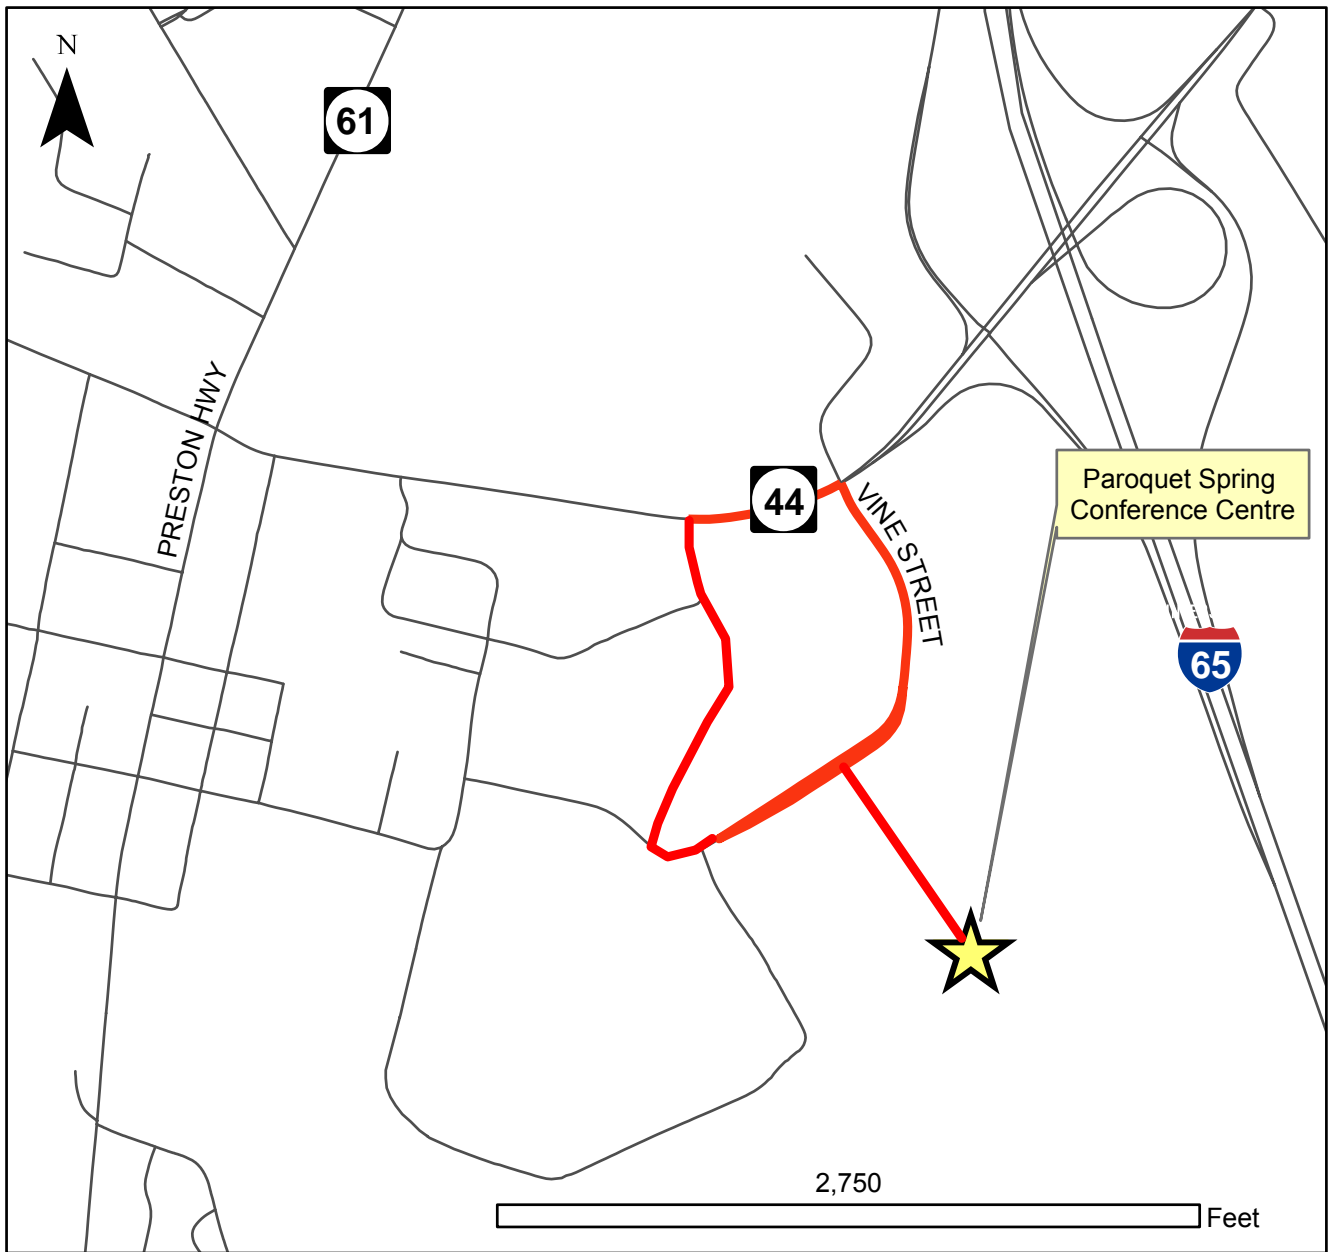 N
61
PRESTON HWY
44
VINE STREET
Paroquet Spring
Conference Centre
65
2,750
Feet